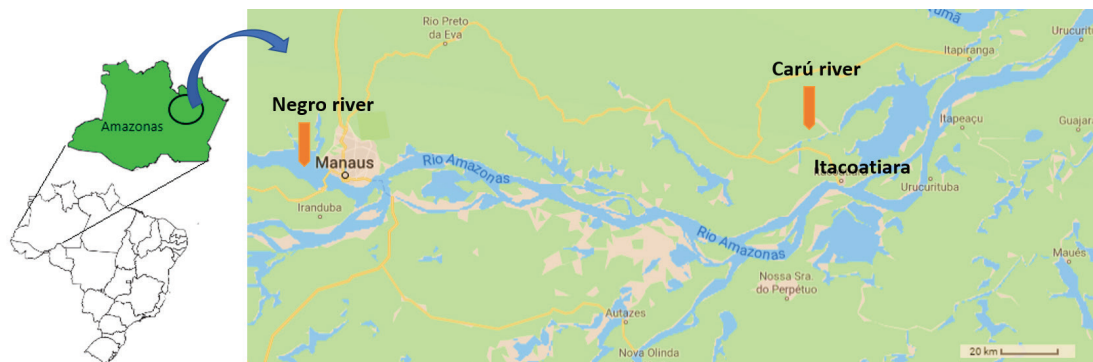 Amazonas
Negro river
Manaus
Iranduba
Rio Preto
da Eva
Rio Amazonas
Rio Amazonas
Carú river
Itacoatiara
Itapiranga
Urucuritu
Itapeaçu
Guajar
Urucurituba
Maués
Nossa Sra.
do Perpétuo
Autazes
Nova Olinda
20 km